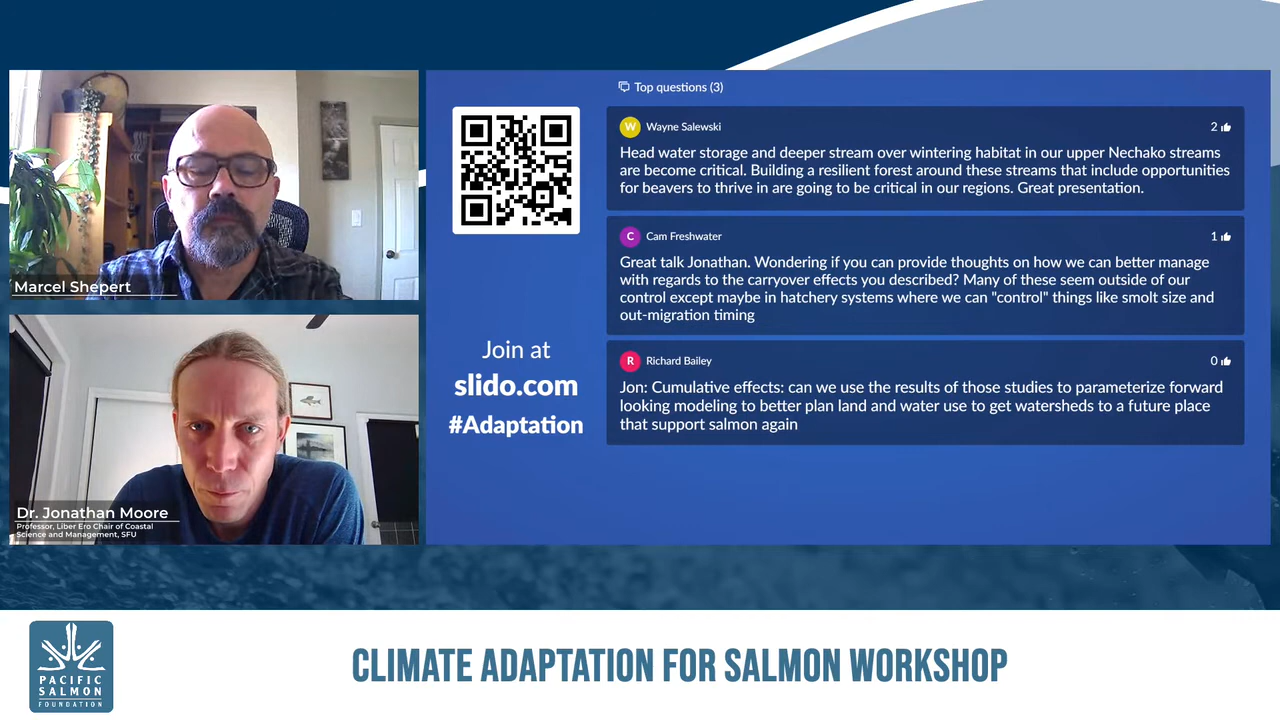 Marcel Shepert
Dr. Jonathan Moore
Professor, Liber Ero Chair of Coastal
Science and Management, SFU
Join at
slido.com
#Adaptation
Top questions (3)
W
Wayne Salewski
2
Head water storage and deeper stream over wintering habitat in our upper Nechako streams
are become critical. Building a resilient forest around these streams that include opportunities
for beavers to thrive in are going to be critical in our regions. Great presentation.
C
Cam Freshwater
1
Great talk Jonathan. Wondering if you can provide thoughts on how we can better manage
with regards to the carryover effects you described? Many of these seem outside of our
control except maybe in hatchery systems where we can "control" things like smolt size and
out-migration timing
R
Richard Bailey
0
Jon: Cumulative effects: can we use the results of those studies to parameterize forward
looking modeling to better plan land and water use to get watersheds to a future place
that support salmon again
PACIFIC
SALMON
FOUNDATION
CLIMATE ADAPTATION FOR SALMON WORKSHOP